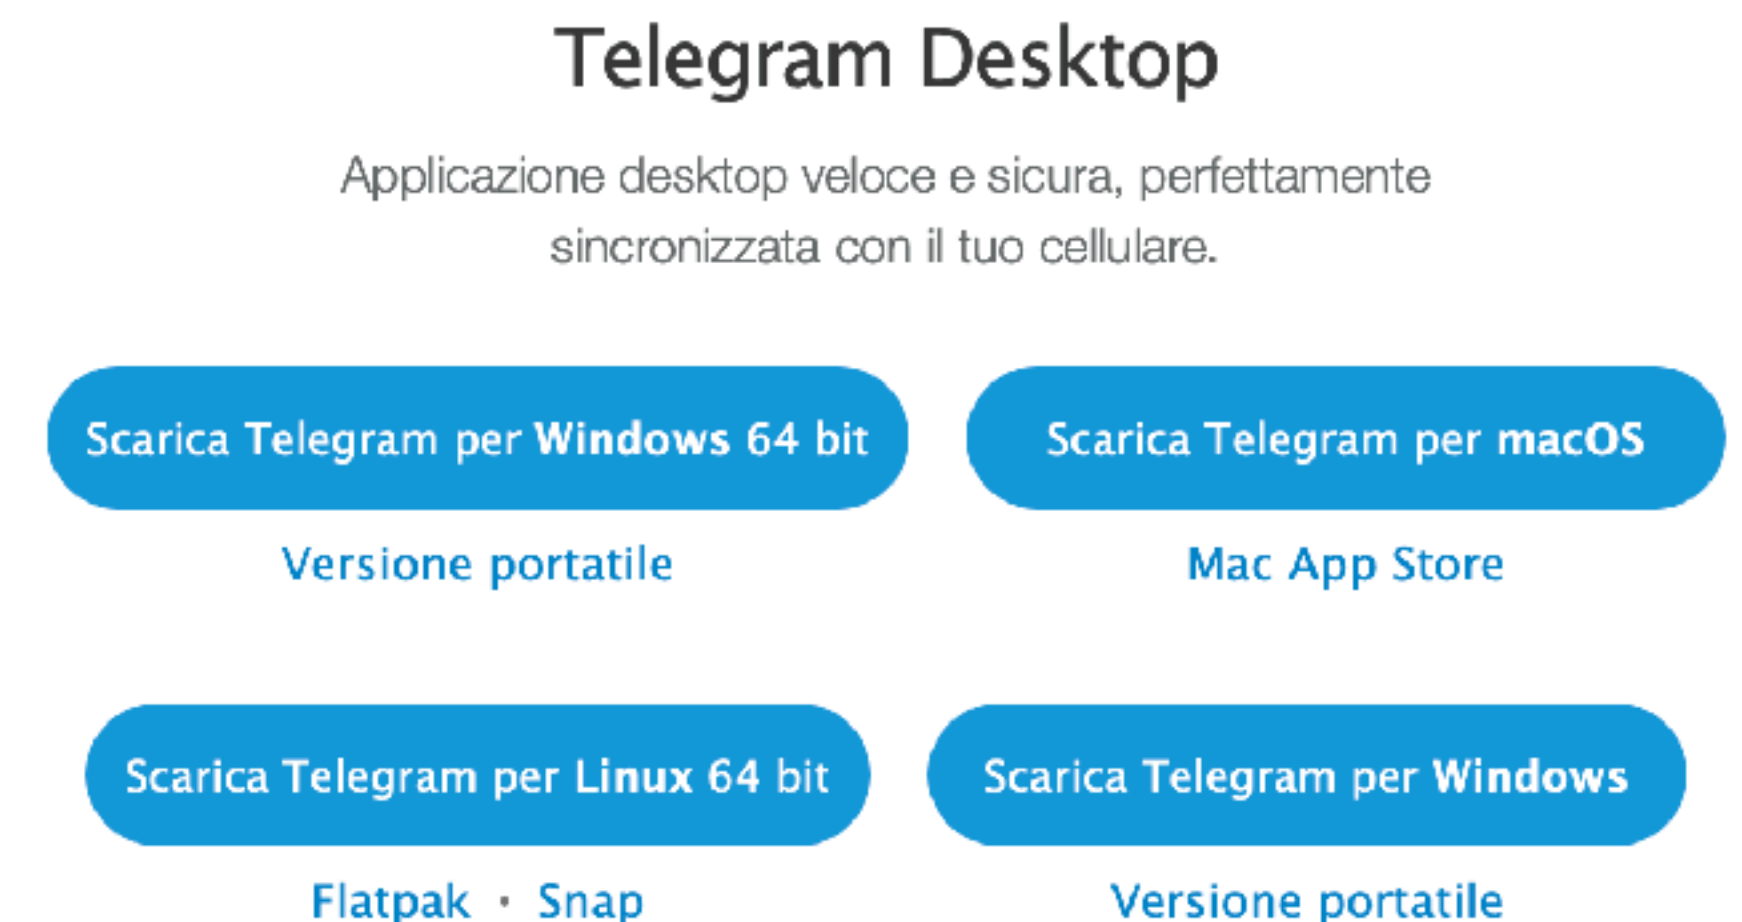 Telegram Desktop
Applicazione desktop veloce e sicura, perfettamente
sincronizzata con il tuo cellulare.
Scarica Telegram per Windows 64 bit
Scarica Telegram per macOS
Versione portatile
Mac App Store
Scarica Telegram per Linux 64 bit
Scarica Telegram per Windows
Flatpak • Snap
Versione portatile